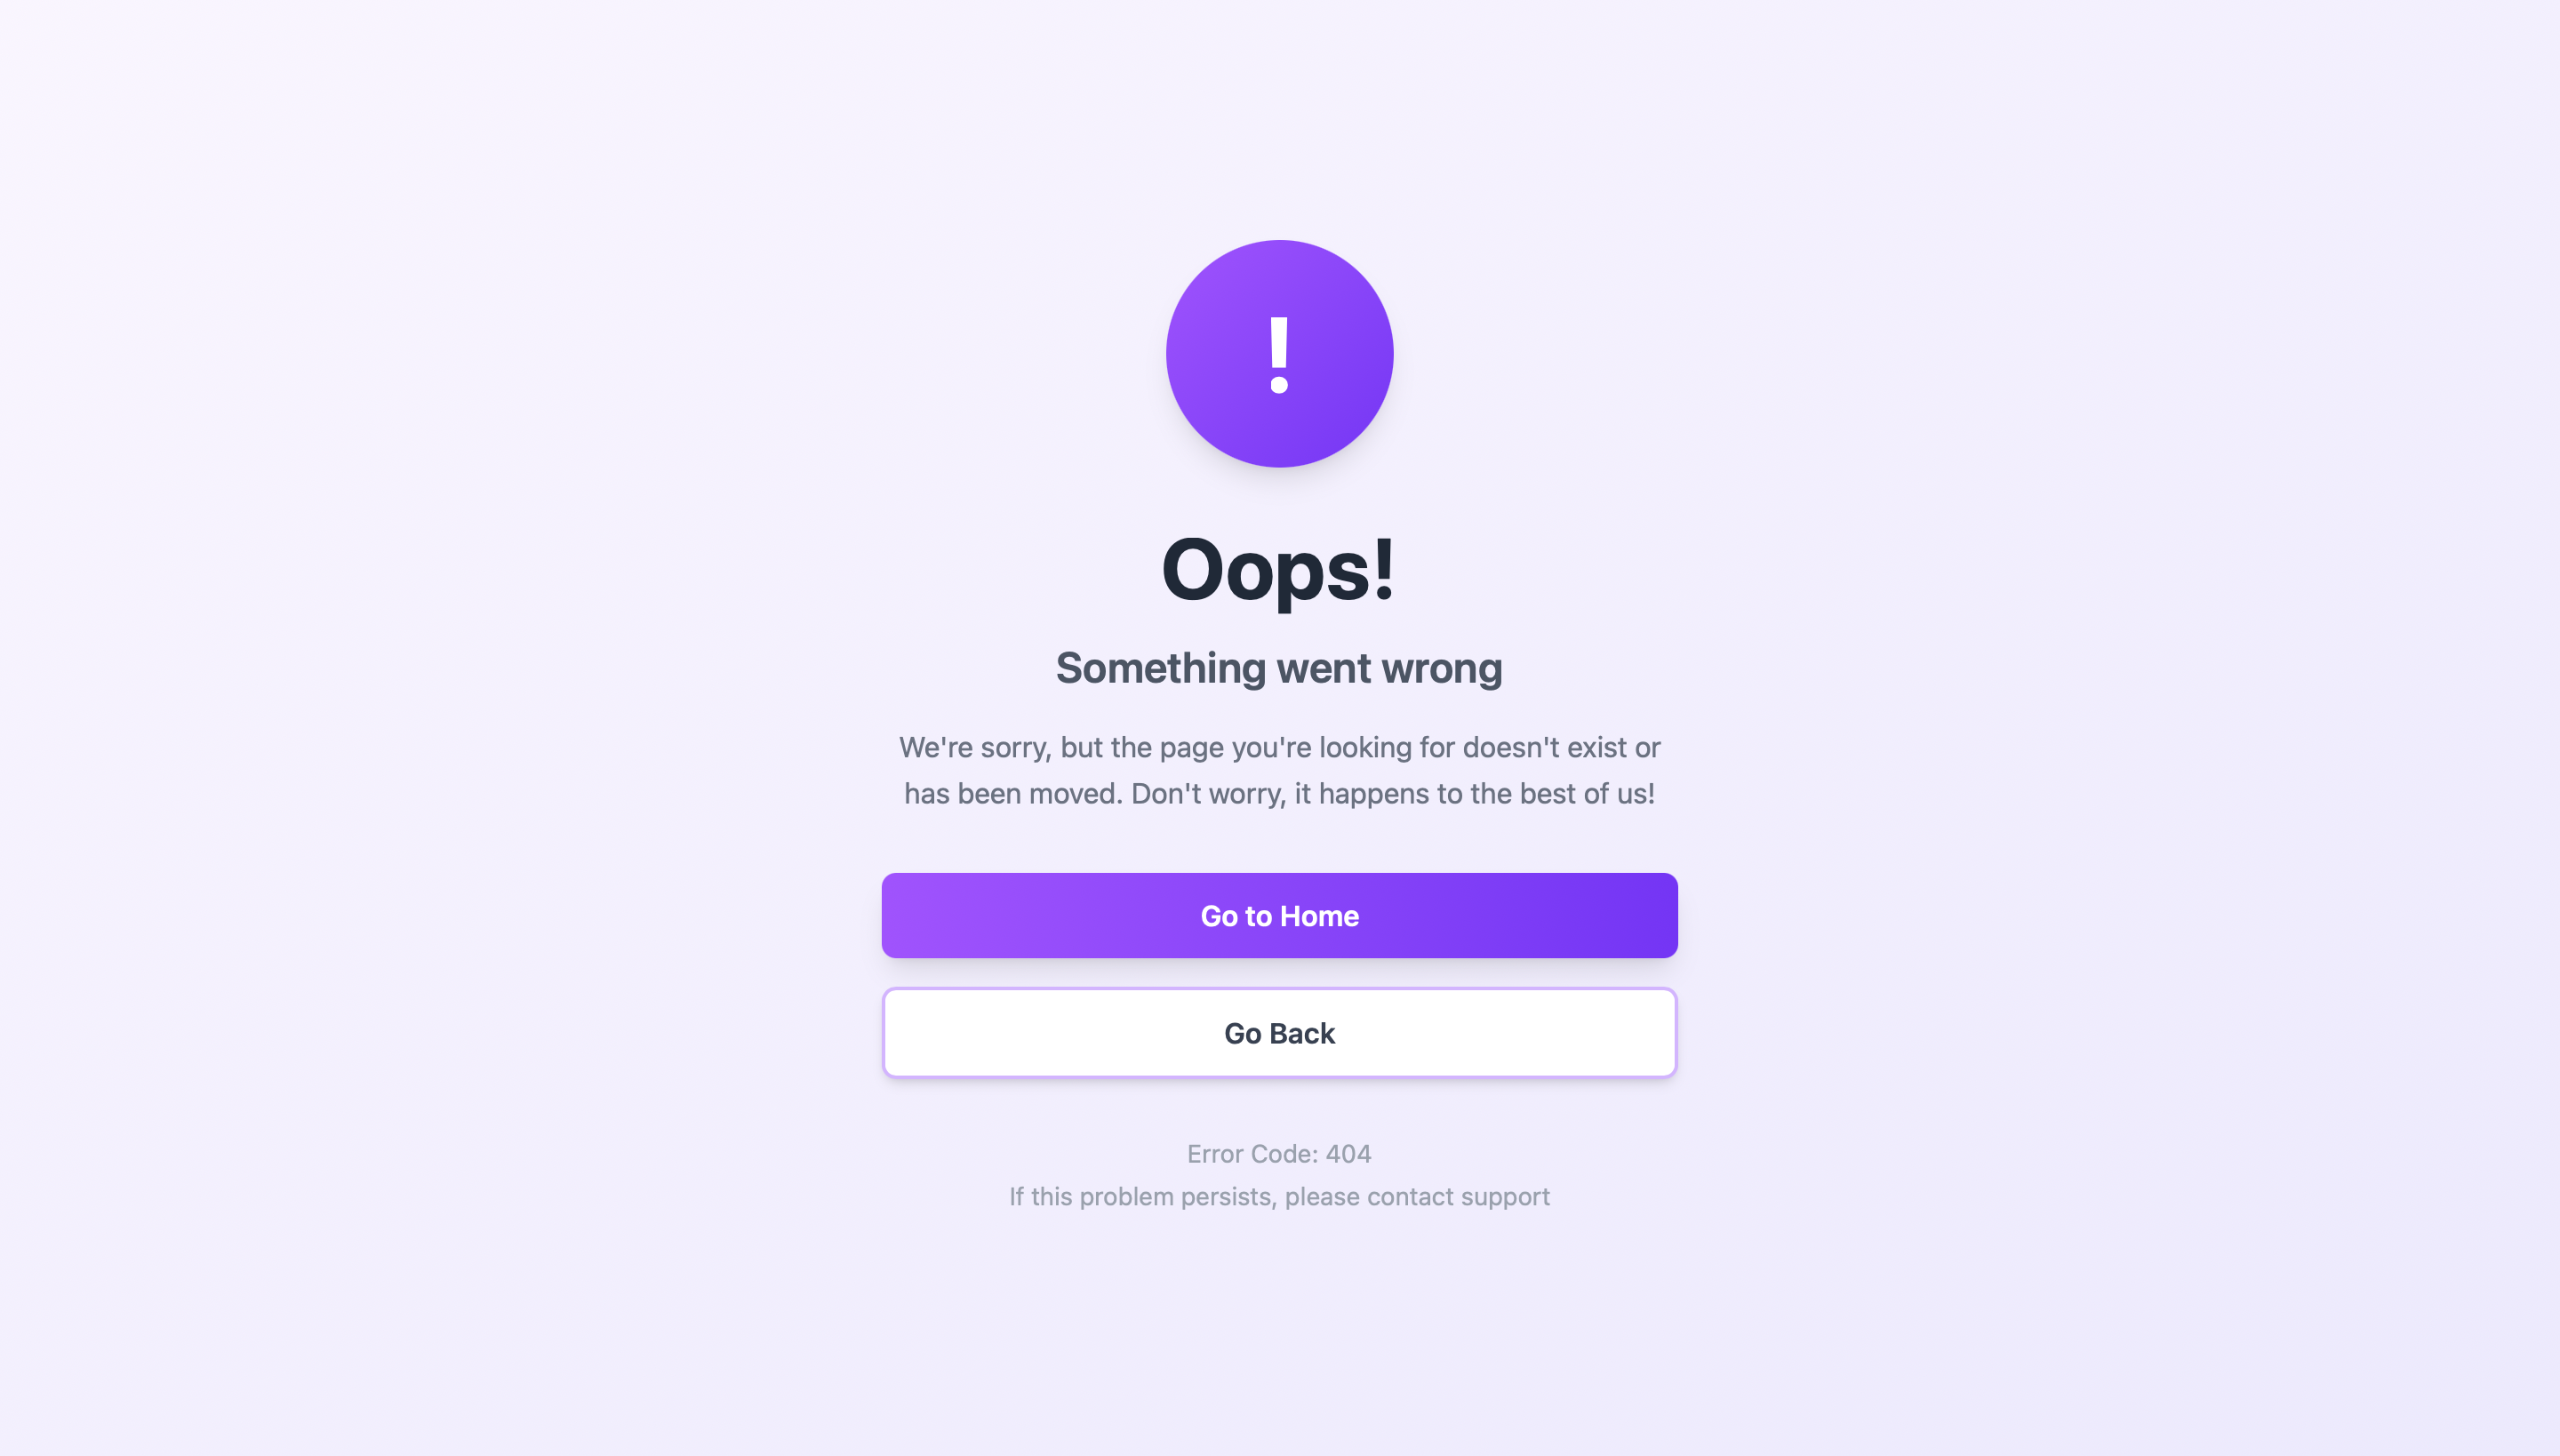 !
Oops!
Something went wrong
We're sorry, but the page you're looking for doesn't exist or
has been moved. Don't worry, it happens to the best of us!
Go to Home
Go Back
Error Code: 404
If this problem persists, please contact support